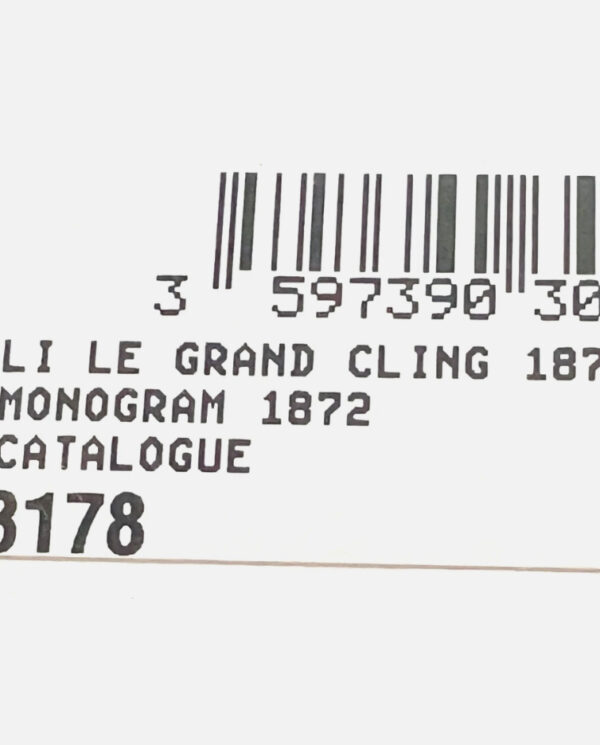 3 597390 30
LI LE GRAND CLING 187
MONOGRAM 1872
CATALOGUE
3178